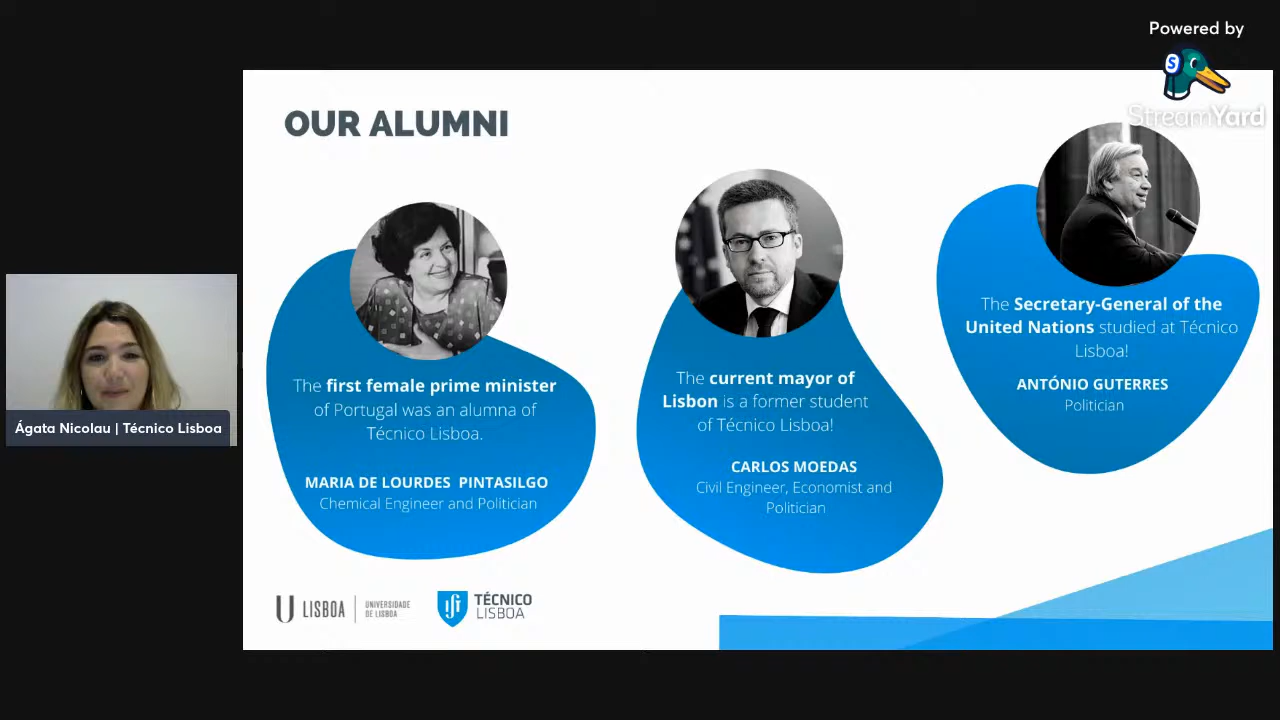 Powered by
S
StreamYard
OUR ALUMNI
The first female prime minister
of Portugal was an alumna of
Técnico Lisboa.
MARIA DE LOURDES PINTASILGO
Chemical Engineer and Politician
The current mayor of
Lisbon is a former student
of Técnico Lisboa!
CARLOS MOEDAS
Civil Engineer, Economist and
Politician
The Secretary-General of the
United Nations studied at Técnico
Lisboa!
ANTÓNIO GUTERRES
Politician
Ágata Nicolau | Técnico Lisboa
U LISBOA
UNIVERSIDADE
DE LISBOA
TÉCNICO
LISBOA